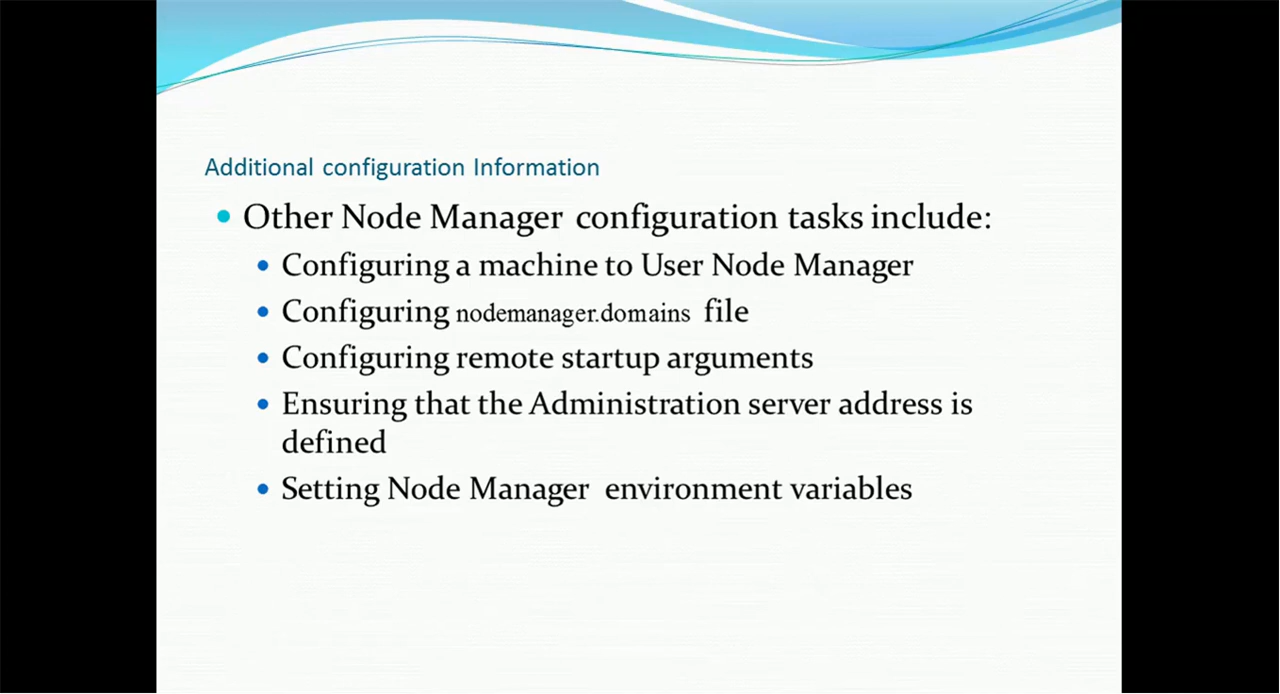 Additional configuration Information
Other Node Manager configuration tasks include:
Configuring a machine to User Node Manager
Configuring nodemanager.domains file
Configuring remote startup arguments
Ensuring that the Administration server address is
defined
Setting Node Manager environment variables